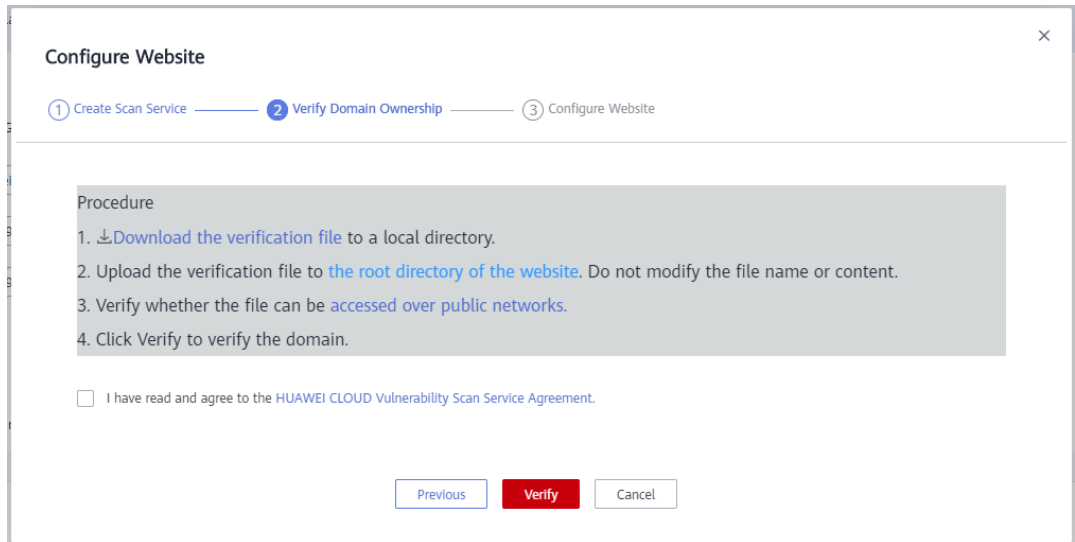 Configure Website
1 Create Scan Service 2 Verify Domain Ownership 3 Configure Website
Procedure
1. Download the verification file to a local directory.
2. Upload the verification file to the root directory of the website. Do not modify the file name or content.
3. Verify whether the file can be accessed over public networks.
4. Click Verify to verify the domain.
I have read and agree to the HUAWEI CLOUD Vulnerability Scan Service Agreement.
Previous Verify Cancel